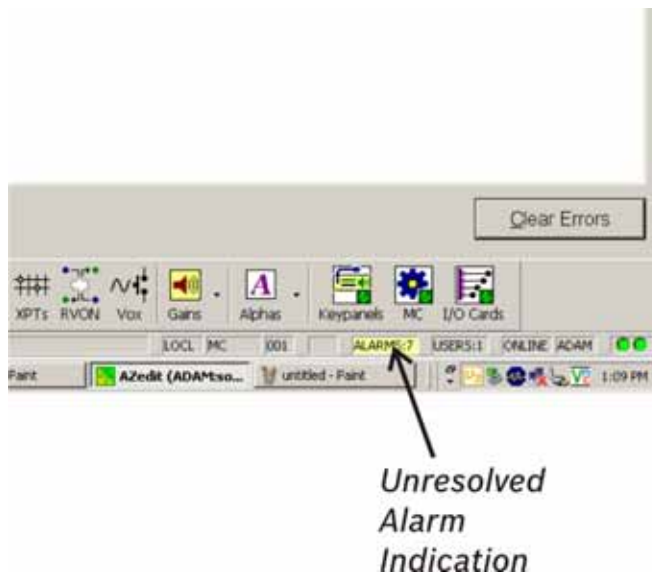 Clear Errors
XPTs RVON Vox Gains Alphas Keypanels MC I/O Cards
LOCL MC 001 ALARMS:7 USERS:1 ONLINE ADAM
Paint AZedit (ADAM:so... untitled - Paint 1:09 PM
Unresolved
Alarm
Indication